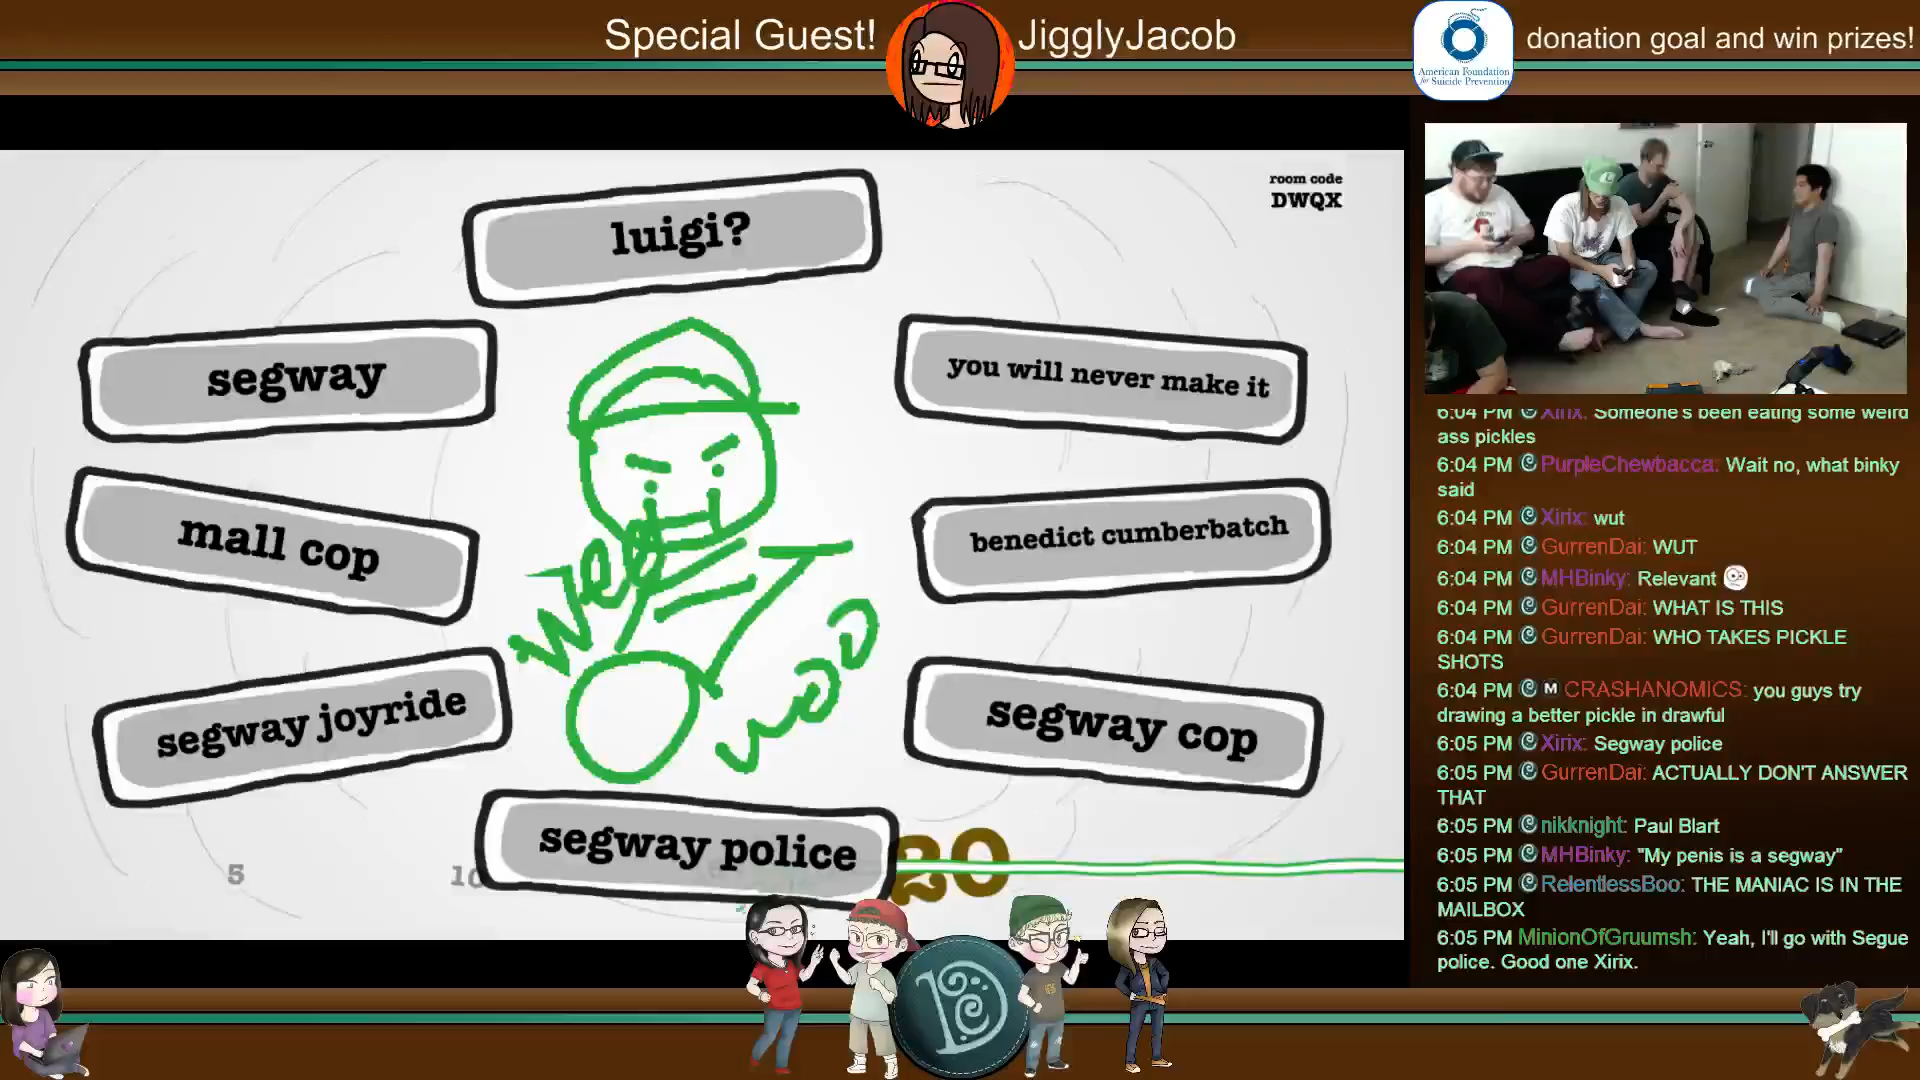 Special Guest!
JigglyJacob
American Foundation
for Suicide Prevention
donation goal and win prizes!
room code
DWQX
luigi?
segway
you will never make it
mall cop
benedict cumberbatch
segway joyride
segway cop
segway police
wee
woo
5
10
20
6:04 PM Xirix: Someone's been eating some weird
ass pickles
6:04 PM PurpleChewbacca: Wait no, what binky
said
6:04 PM Xirix: wut
6:04 PM GurrenDai: WUT
6:04 PM MHBinky: Relevant
6:04 PM GurrenDai: WHAT IS THIS
6:04 PM GurrenDai: WHO TAKES PICKLE
SHOTS
6:04 PM M CRASHANOMICS: you guys try
drawing a better pickle in drawful
6:05 PM Xirix: Segway police
6:05 PM GurrenDai: ACTUALLY DON'T ANSWER
THAT
6:05 PM nikknight: Paul Blart
6:05 PM MHBinky: "My penis is a segway"
6:05 PM RelentlessBoo: THE MANIAC IS IN THE
MAILBOX
6:05 PM MinionOfGruumsh: Yeah, I'll go with Segue
police. Good one Xirix.